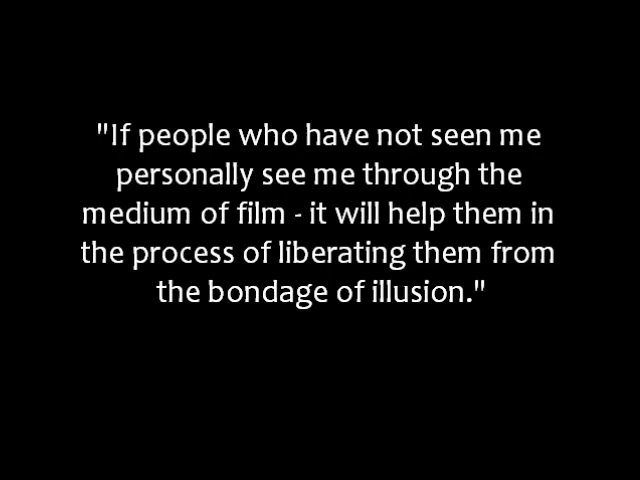 "If people who have not seen me
personally see me through the
medium of film - it will help them in
the process of liberating them from
the bondage of illusion."